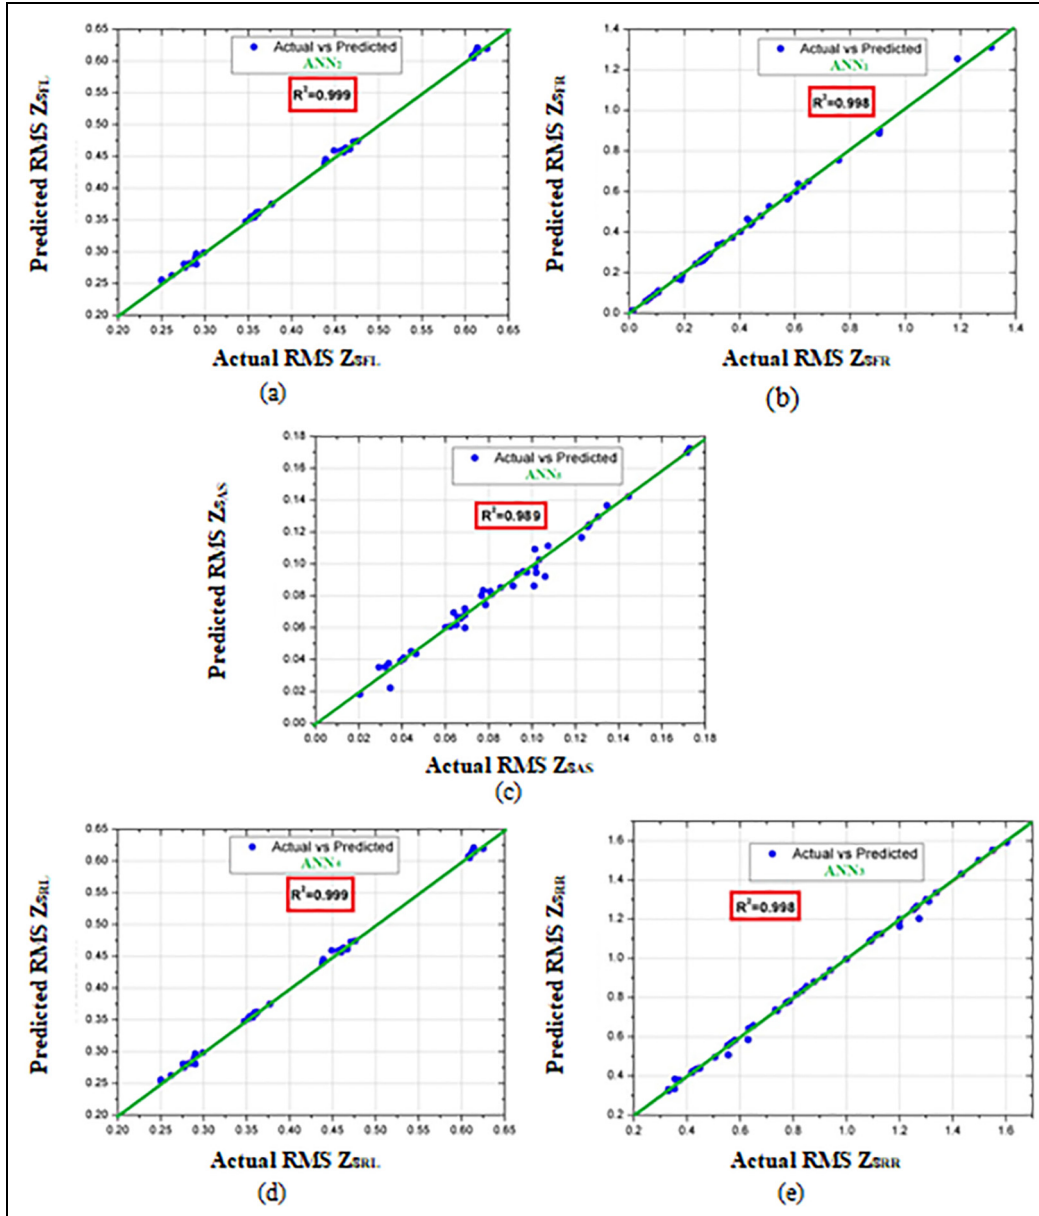 Actual vs Predicted
ANN₂
R²=0.999
Predicted RMS ZSFL
0.65
0.60
0.55
0.50
0.45
0.40
0.35
0.30
0.25
0.20
0.20 0.25 0.30 0.35 0.40 0.45 0.50 0.55 0.60 0.65
Actual RMS ZSFL
(a)
Actual vs Predicted
R²=0.998
Predicted RMS ZSFR
1.4
1.2
1.0
0.8
0.6
0.4
0.2
0.0
0.0 0.2 0.4 0.6 0.8 1.0 1.2 1.4
Actual RMS ZSFR
(b)
Actual vs Predicted
R²=0.989
Predicted RMS ZSAS
0.18
0.16
0.14
0.12
0.10
0.08
0.06
0.04
0.02
0.00
0.00 0.02 0.04 0.06 0.08 0.10 0.12 0.14 0.16 0.18
Actual RMS ZSAS
(c)
Actual vs Predicted
ANN₄
R²=0.999
Predicted RMS ZSRL
0.65
0.60
0.55
0.50
0.45
0.40
0.35
0.30
0.25
0.20
0.20 0.25 0.30 0.35 0.40 0.45 0.50 0.55 0.60 0.65
Actual RMS ZSRL
(d)
Actual vs Predicted
R²=0.998
Predicted RMS ZSRR
1.6
1.4
1.2
1.0
0.8
0.6
0.4
0.2
0.2 0.4 0.6 0.8 1.0 1.2 1.4 1.6
Actual RMS ZSRR
(e)